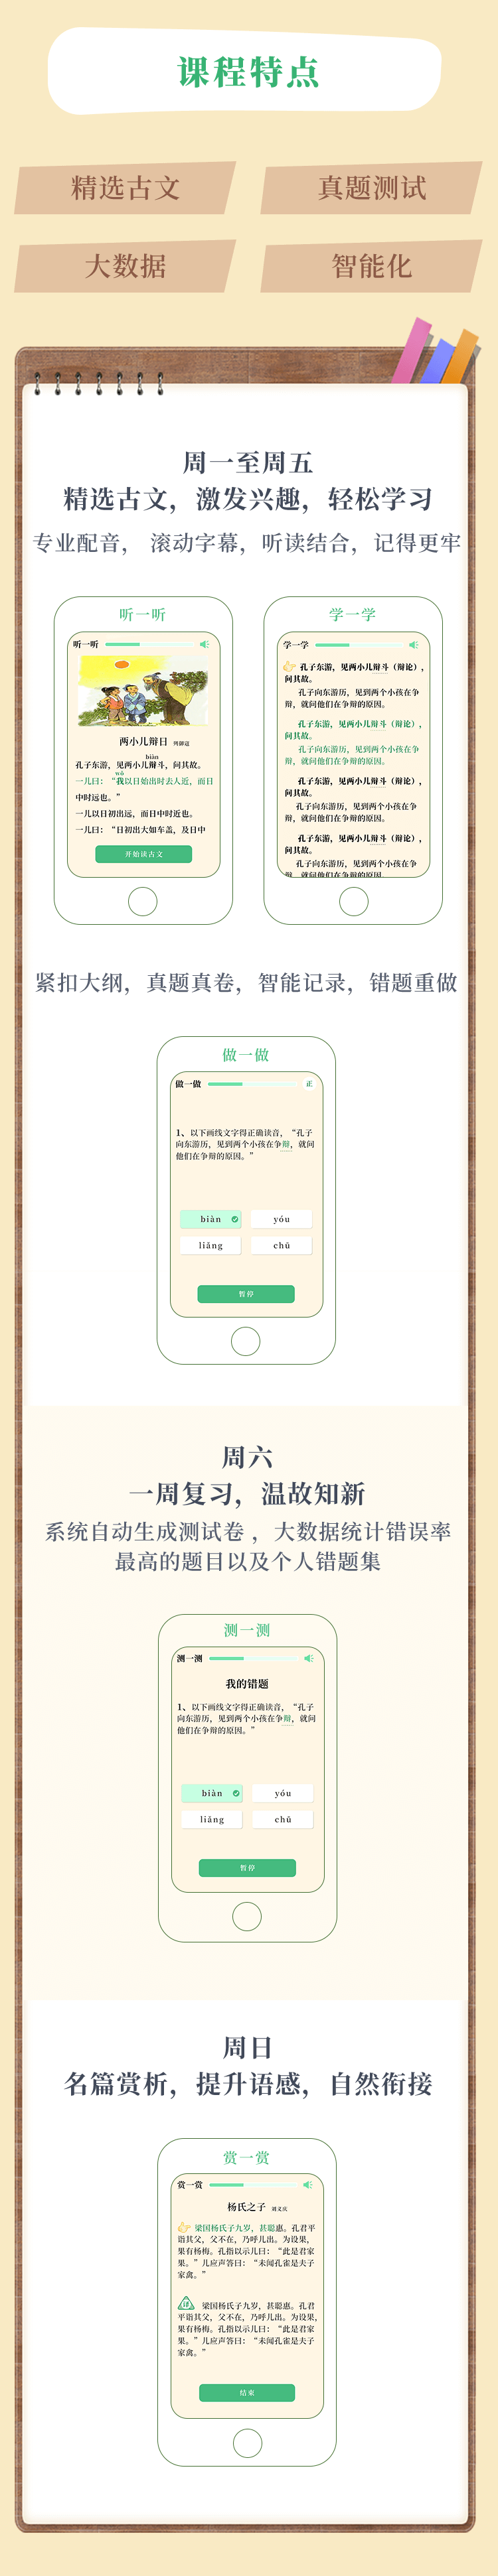 课程特点
精选古文
真题测试
大数据
智能化
周一至周五
精选古文，激发兴趣，轻松学习
专业配音， 滚动字幕，听读结合，记得更牢
听一听
听一听
两小儿辩日 列御寇
biàn
孔子东游，见两小儿辩斗，问其故。
wǒ
一儿曰：“我以日始出时去人近，而日
中时远也。”
一儿以日初出远，而日中时近也。
一儿曰：“日初出大如车盖，及日中
开始读古文
学一学
学一学
孔子东游，见两小儿辩斗（辩论），
问其故。
孔子向东游历，见到两个小孩在争
辩，就问他们在争辩的原因。
孔子东游，见两小儿辩斗（辩论），
问其故。
孔子向东游历，见到两个小孩在争
辩，就问他们在争辩的原因。
孔子东游，见两小儿辩斗（辩论），
问其故。
孔子向东游历，见到两个小孩在争
辩，就问他们在争辩的原因。
孔子东游，见两小儿辩斗（辩论），
问其故。
孔子向东游历，见到两个小孩在争
辩，就问他们在争辩的原因。
紧扣大纲，真题真卷，智能记录，错题重做
做一做
做一做
正
1、以下画线文字得正确读音，“孔子
向东游历，见到两个小孩在争辩，就问
他们在争辩的原因。”
biàn
yóu
liǎng
chū
暂停
周六
一周复习，温故知新
系统自动生成测试卷 ，大数据统计错误率
最高的题目以及个人错题集
测一测
测一测
我的错题
1、以下画线文字得正确读音，“孔子
向东游历，见到两个小孩在争辩，就问
他们在争辩的原因。”
biàn
yóu
liǎng
chū
暂停
周日
名篇赏析，提升语感，自然衔接
赏一赏
赏一赏
杨氏之子 刘义庆
梁国杨氏子九岁，甚聪惠。孔君平
诣其父，父不在，乃呼儿出。为设果，
果有杨梅。孔指以示儿曰：“此是君家
果。”儿应声答曰：“未闻孔雀是夫子
家禽。”
译
梁国杨氏子九岁，甚聪惠。孔君
平诣其父，父不在，乃呼儿出。为设果，
果有杨梅。孔指以示儿曰：“此是君家
果。”儿应声答曰：“未闻孔雀是夫子
家禽。”
结束